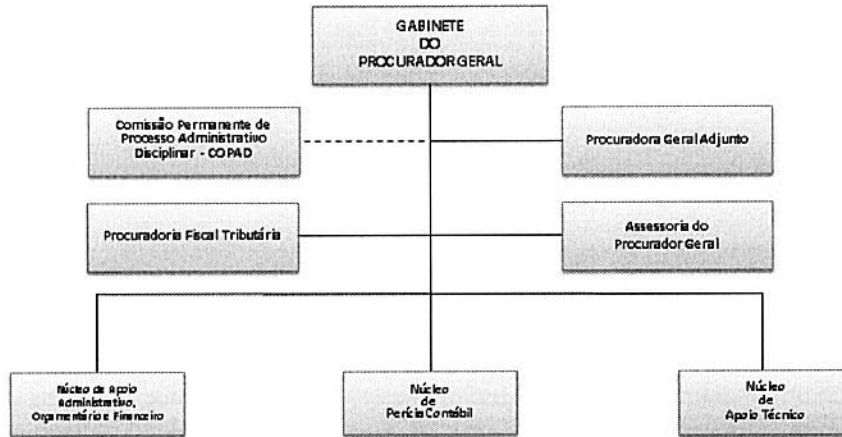 GABINETE
DO
PROCURADOR GERAL
Comissão Permanente de
Processo Administrativo
Disciplinar - COPAD
Procuradora Geral Adjunto
Procuradoria Fiscal Tributária
Assessoria do
Procurador Geral
Núcleo de Apoio
Administrativo,
Orçamentário e Financeiro
Núcleo
de
Perícia Contábil
Núcleo
de
Apoio Técnico